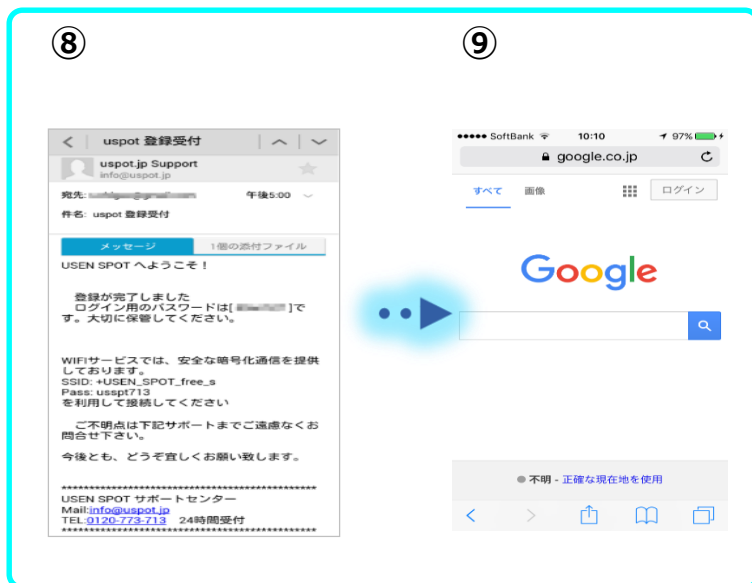 ⑧
uspot 登録受付
uspot.jp Support
info@uspot.jp
宛先:
午後5:00
件名: uspot 登録受付
メッセージ
1個の添付ファイル
USEN SPOT へようこそ！
登録が完了しました
ログイン用のパスワードは[ ]で
す。大切に保管してください。
WIFIサービスでは、安全な暗号化通信を提供
しております。
SSID: +USEN_SPOT_free_s
Pass: usspt713
を利用して接続してください
ご不明点は下記サポートまでご遠慮なくお
問合せ下さい。
今後とも、どうぞ宜しくお願い致します。
*************************************************
USEN SPOT サポートセンター
Mail:info@uspot.jp
TEL:0120-773-713 24時間受付
*************************************************
⑨
SoftBank 10:10 97%
google.co.jp
すべて 画像 ログイン
Google
不明 - 正確な現在地を使用